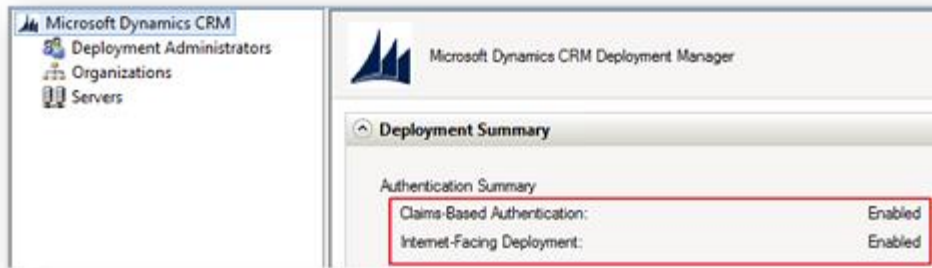 Microsoft Dynamics CRM
Deployment Administrators
Organizations
Servers
Microsoft Dynamics CRM Deployment Manager
Deployment Summary
Authentication Summary
Claims-Based Authentication: Enabled
Internet-Facing Deployment: Enabled